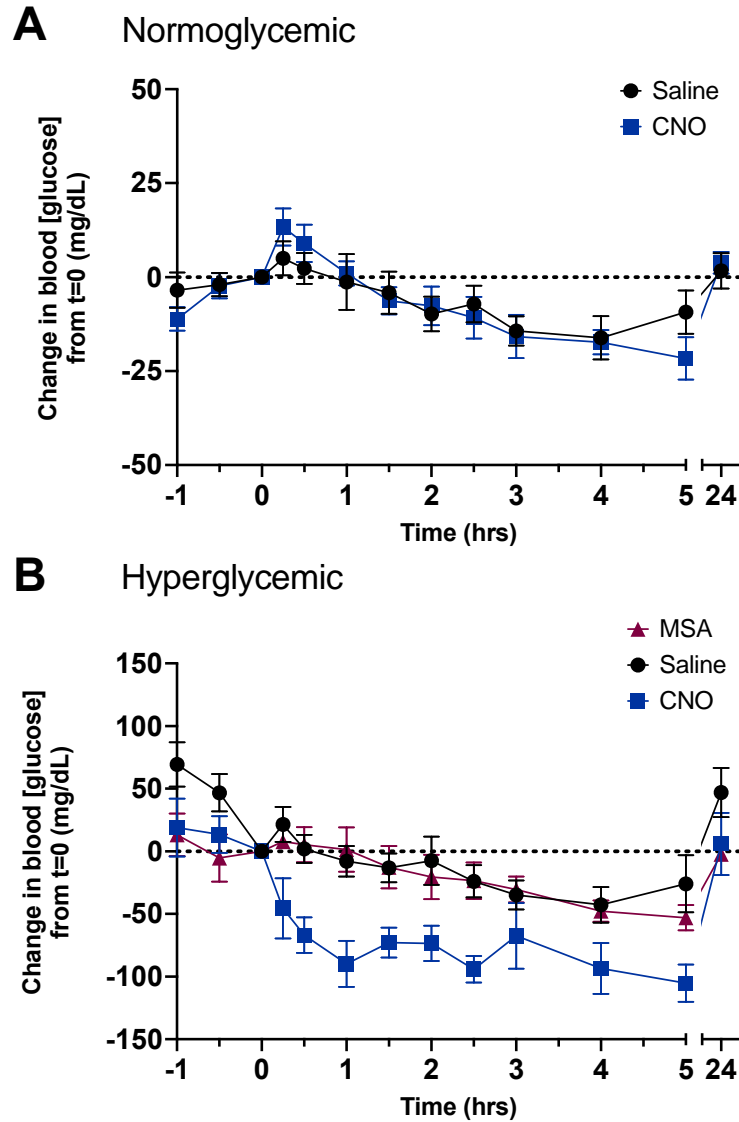 A Normoglycemic
Saline
CNO
Change in blood [glucose]
from t=0 (mg/dL)
50
25
0
-25
-50
-1 0 1 2 3 4 5 24
Time (hrs)
B Hyperglycemic
MSA
Saline
CNO
Change in blood [glucose]
from t=0 (mg/dL)
150
100
50
0
-50
-100
-150
-1 0 1 2 3 4 5 24
Time (hrs)